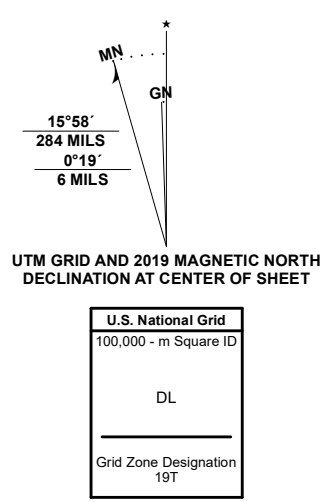 ★
MN
GN
15°58´
284 MILS
0°19´
6 MILS
UTM GRID AND 2019 MAGNETIC NORTH
DECLINATION AT CENTER OF SHEET
U.S. National Grid
100,000 - m Square ID
DL
Grid Zone Designation
19T